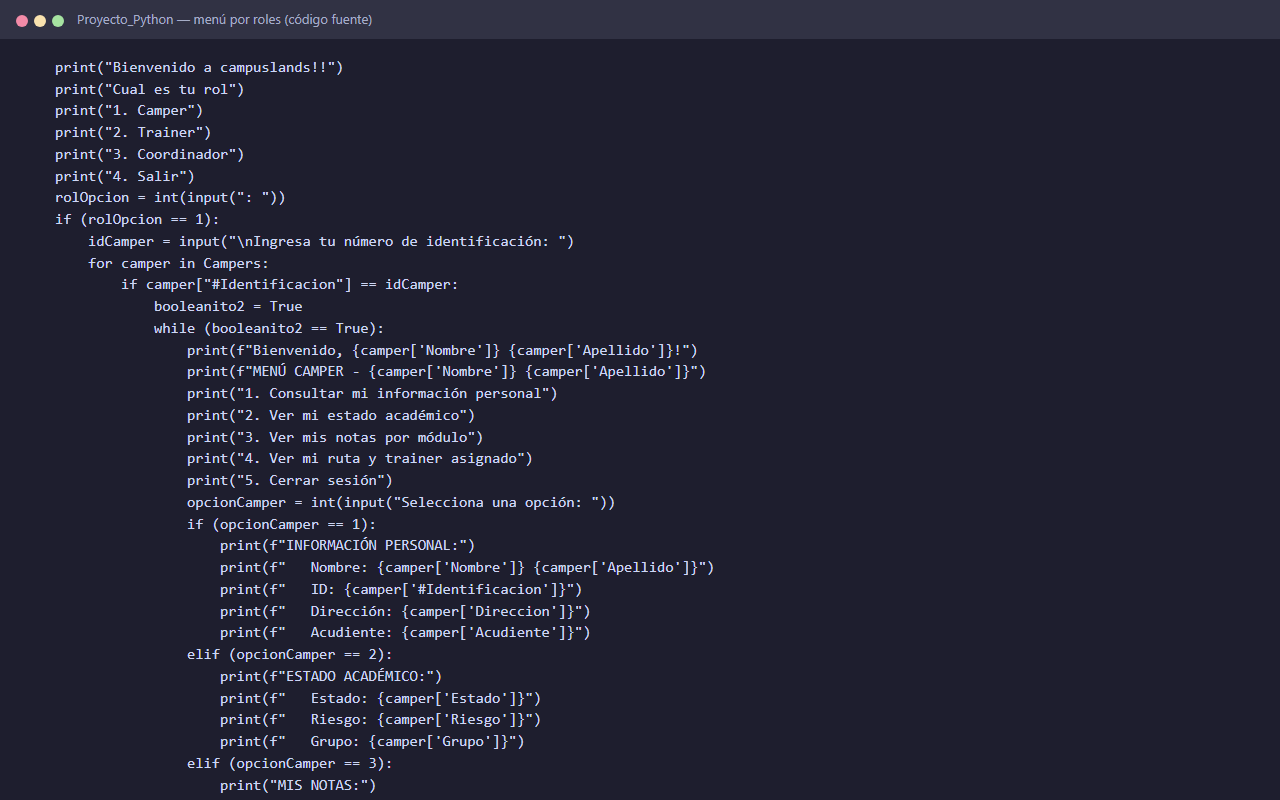 Proyecto_Python — menú por roles (código fuente)
print("Bienvenido a campuslands!!")
print("Cual es tu rol")
print("1. Camper")
print("2. Trainer")
print("3. Coordinador")
print("4. Salir")
rolOpcion = int(input(": "))
if (rolOpcion == 1):
    idCamper = input("\nIngresa tu número de identificación: ")
    for camper in Campers:
        if camper["#Identificacion"] == idCamper:
            booleanito2 = True
            while (booleanito2 == True):
                print(f"Bienvenido, {camper['Nombre']} {camper['Apellido']}!")
                print(f"MENÚ CAMPER - {camper['Nombre']} {camper['Apellido']}")
                print("1. Consultar mi información personal")
                print("2. Ver mi estado académico")
                print("3. Ver mis notas por módulo")
                print("4. Ver mi ruta y trainer asignado")
                print("5. Cerrar sesión")
                opcionCamper = int(input("Selecciona una opción: "))
                if (opcionCamper == 1):
                    print(f"INFORMACIÓN PERSONAL:")
                    print(f"   Nombre: {camper['Nombre']} {camper['Apellido']}")
                    print(f"   ID: {camper['#Identificacion']}")
                    print(f"   Dirección: {camper['Direccion']}")
                    print(f"   Acudiente: {camper['Acudiente']}")
                elif (opcionCamper == 2):
                    print(f"ESTADO ACADÉMICO:")
                    print(f"   Estado: {camper['Estado']}")
                    print(f"   Riesgo: {camper['Riesgo']}")
                    print(f"   Grupo: {camper['Grupo']}")
                elif (opcionCamper == 3):
                    print("MIS NOTAS:")